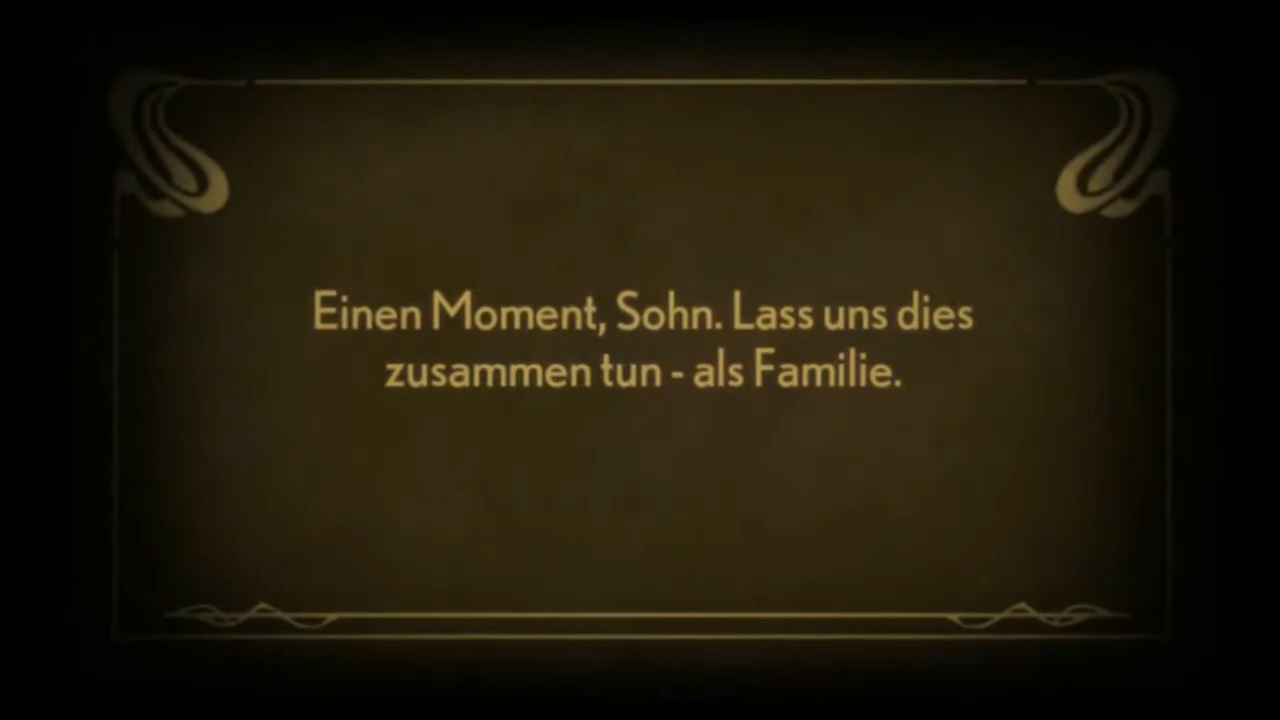 Einen Moment, Sohn. Lass uns dies
zusammen tun - als Familie.